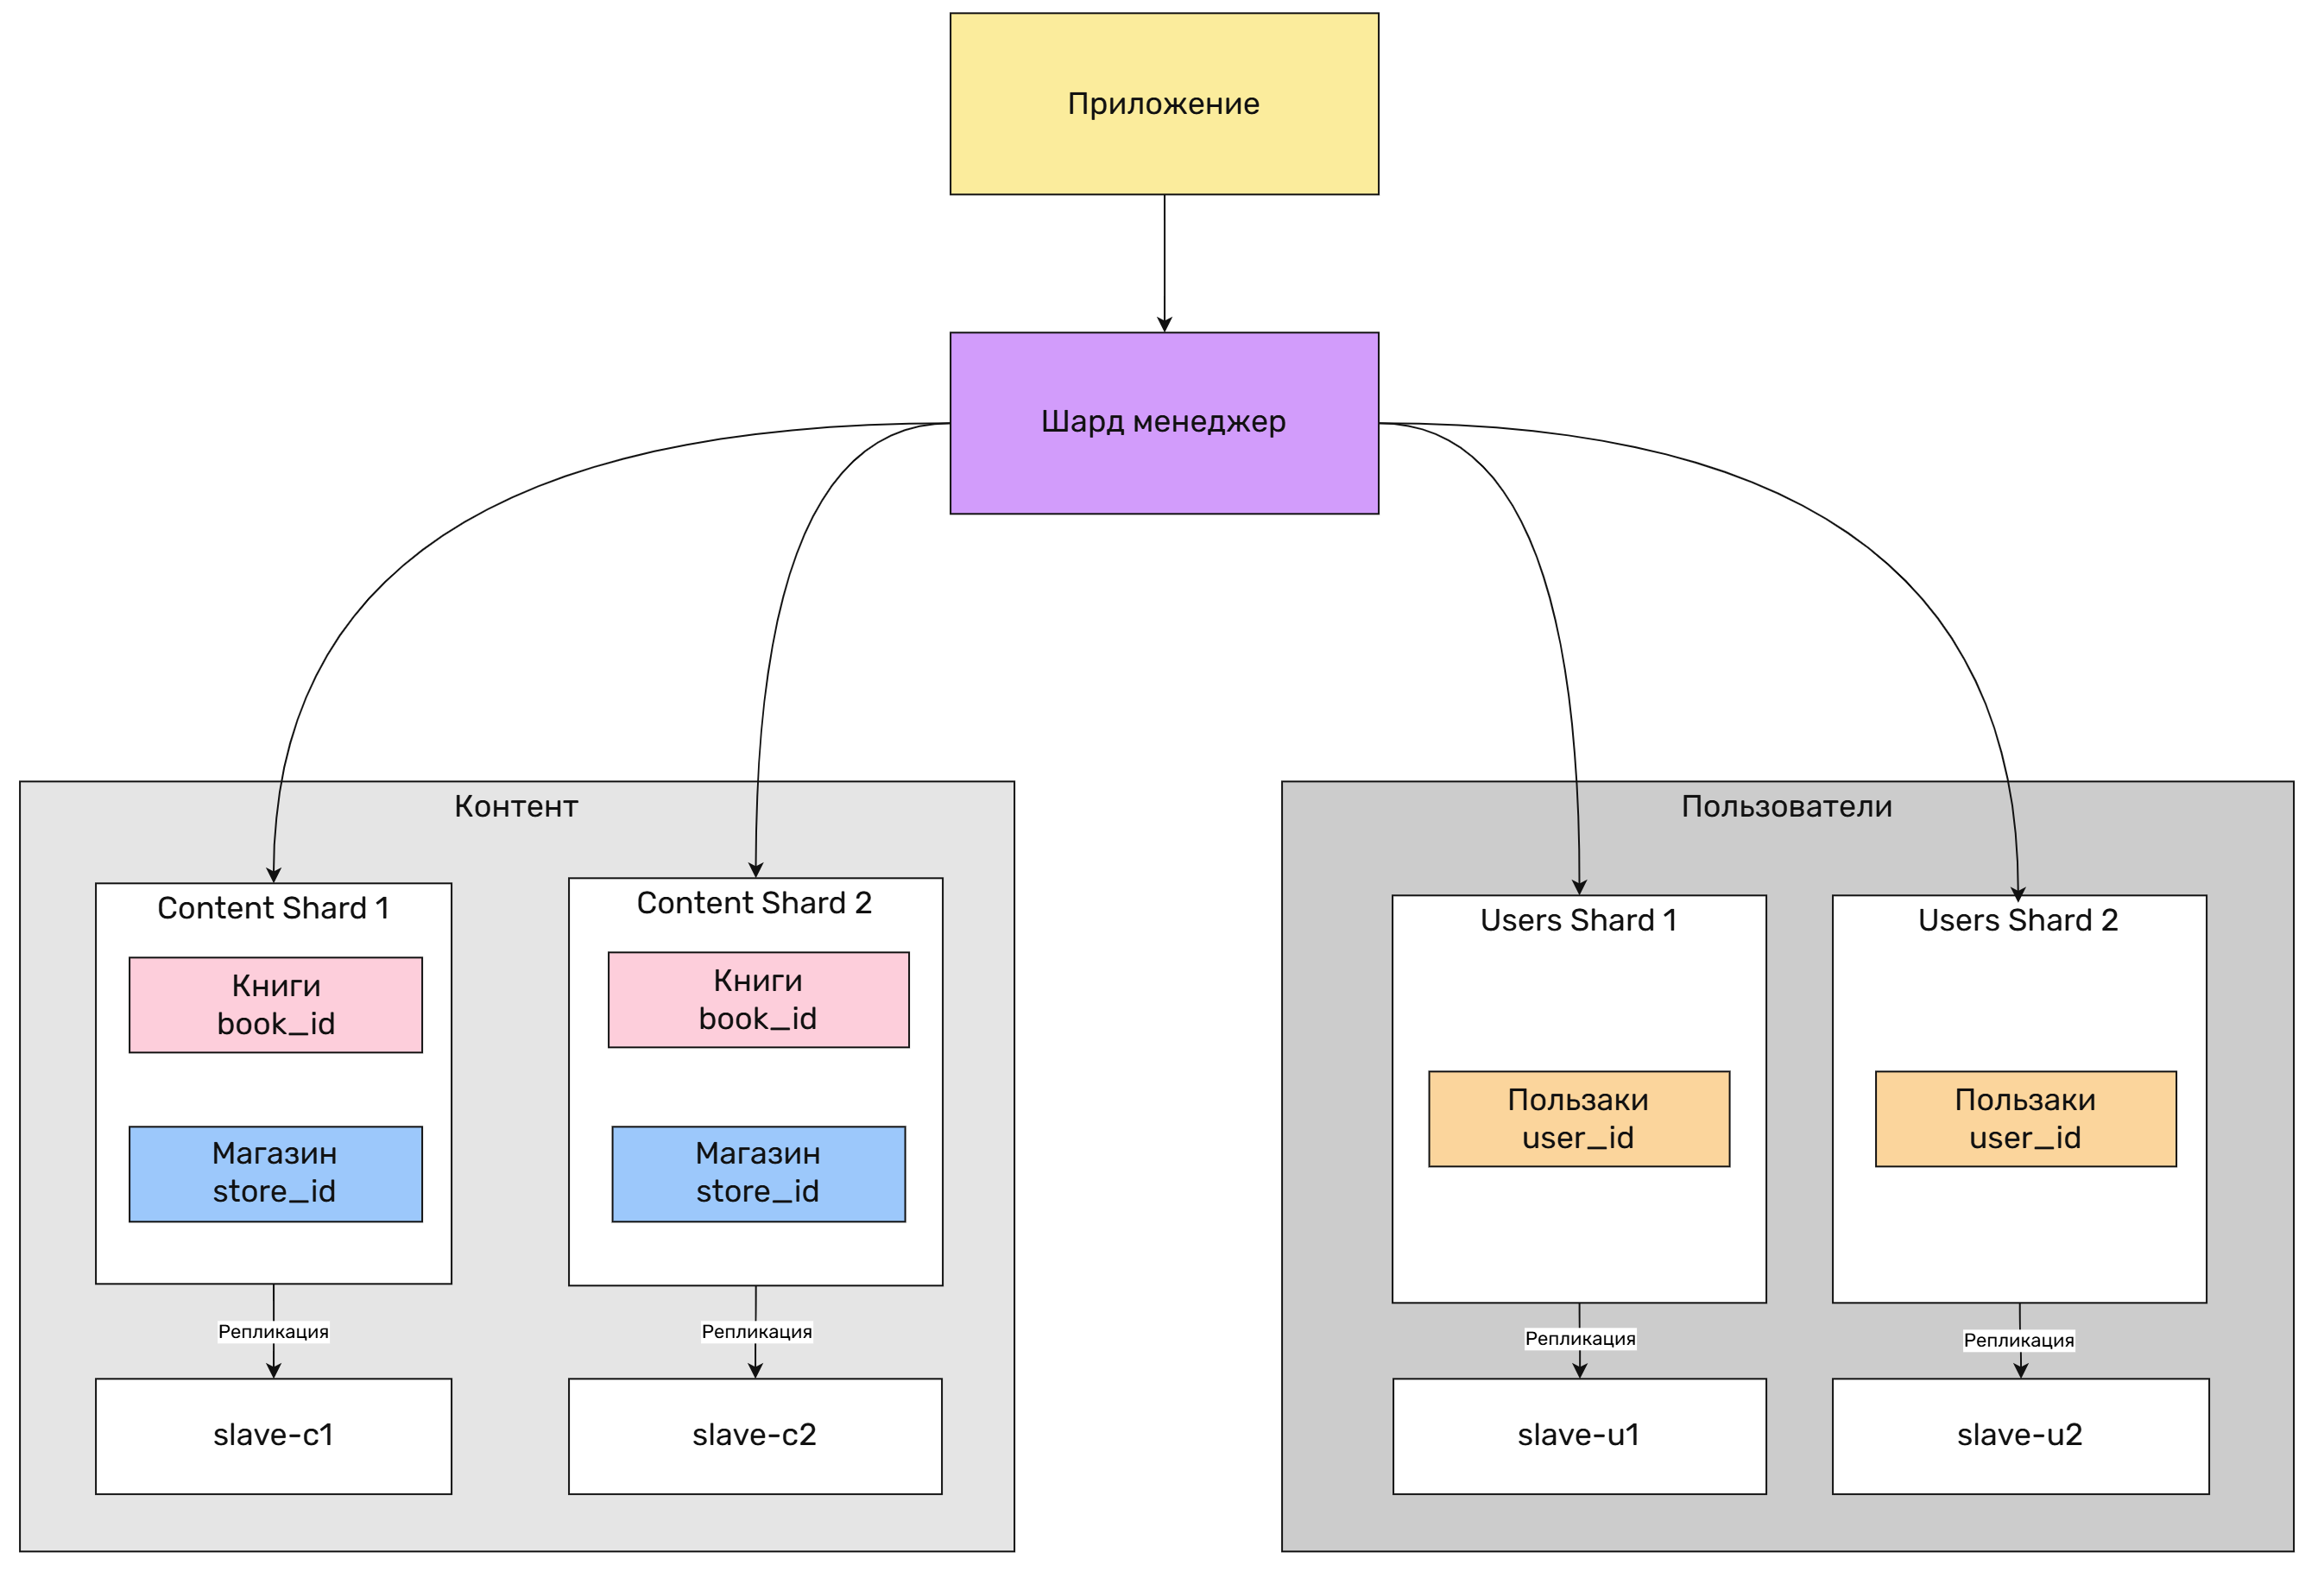 Приложение
Шард менеджер
Контент
Content Shard 1
Книги
book_id
Магазин
store_id
Репликация
slave-c1
Content Shard 2
Книги
book_id
Магазин
store_id
Репликация
slave-c2
Пользователи
Users Shard 1
Пользаки
user_id
Репликация
slave-u1
Users Shard 2
Пользаки
user_id
Репликация
slave-u2